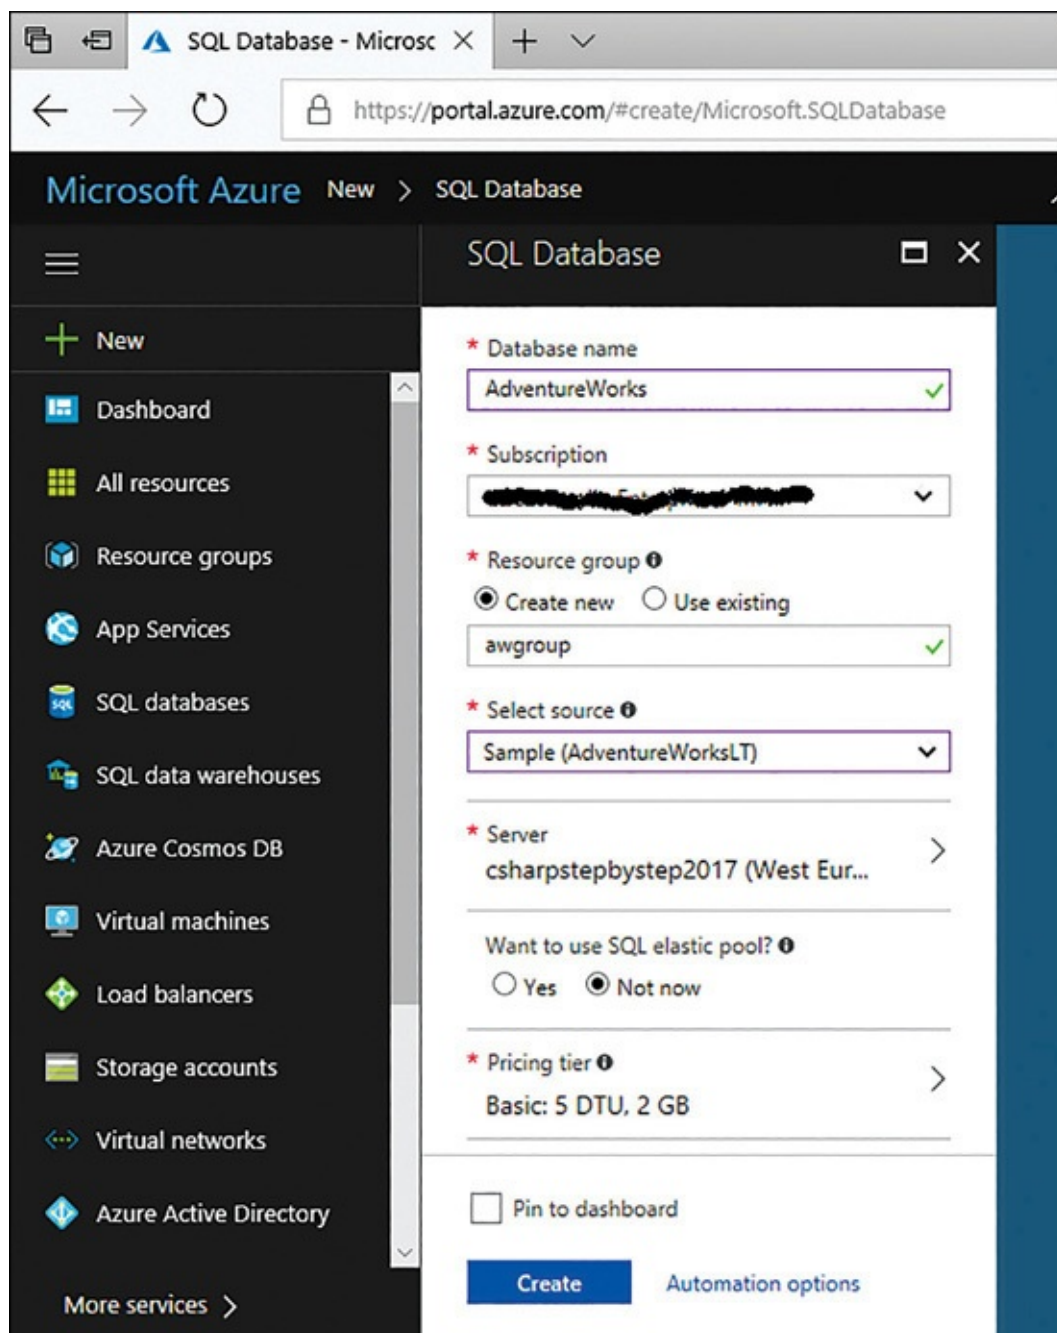 SQL Database - Microsc
https://portal.azure.com/#create/Microsoft.SQLDatabase
Microsoft Azure New > SQL Database
SQL Database
New
Dashboard
All resources
Resource groups
App Services
SQL databases
SQL data warehouses
Azure Cosmos DB
Virtual machines
Load balancers
Storage accounts
Virtual networks
Azure Active Directory
More services >
* Database name
AdventureWorks
* Subscription
* Resource group
Create new Use existing
awgroup
* Select source
Sample (AdventureWorksLT)
* Server
csharpstepbystep2017 (West Eur...
Want to use SQL elastic pool?
Yes Not now
* Pricing tier
Basic: 5 DTU, 2 GB
Pin to dashboard
Create Automation options